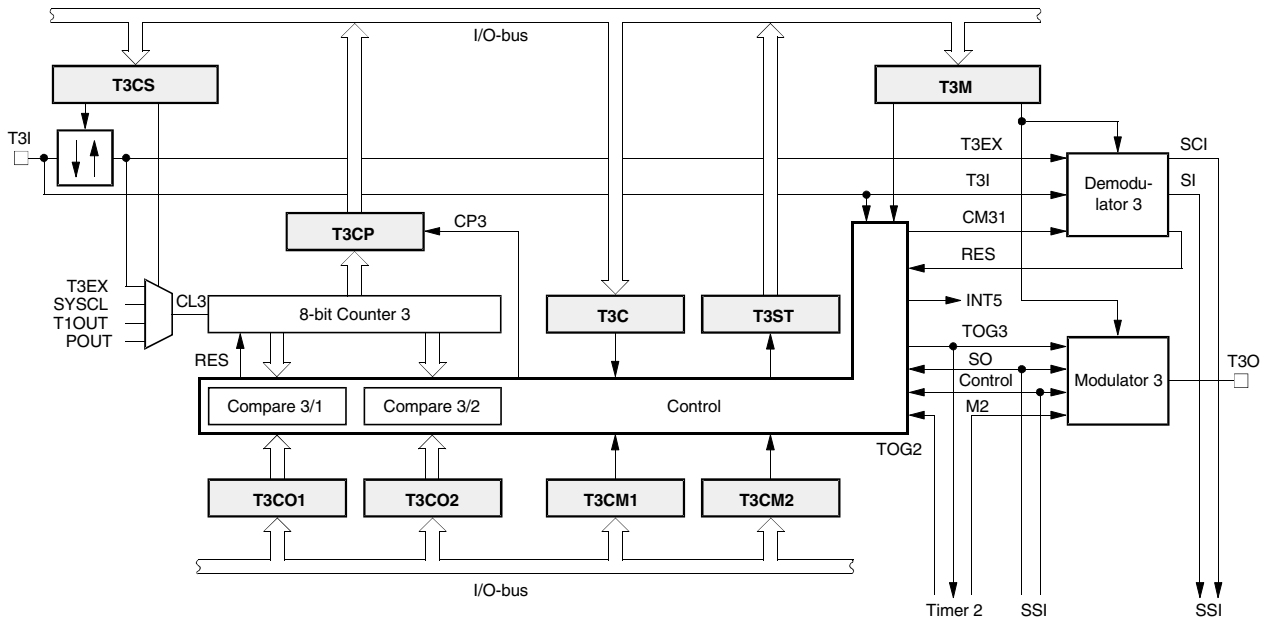 I/O-bus
T3CS
T3M
T3I
T3EX
SCI
T3I
SI
Demodu-
lator 3
T3CP
CP3
CM31
RES
T3EX
SYSCL
T1OUT
POUT
CL3
8-bit Counter 3
T3C
T3ST
INT5
RES
TOG3
SO
Control
M2
Modulator 3
T3O
Compare 3/1
Compare 3/2
Control
TOG2
T3CO1
T3CO2
T3CM1
T3CM2
I/O-bus
Timer 2
SSI
SSI